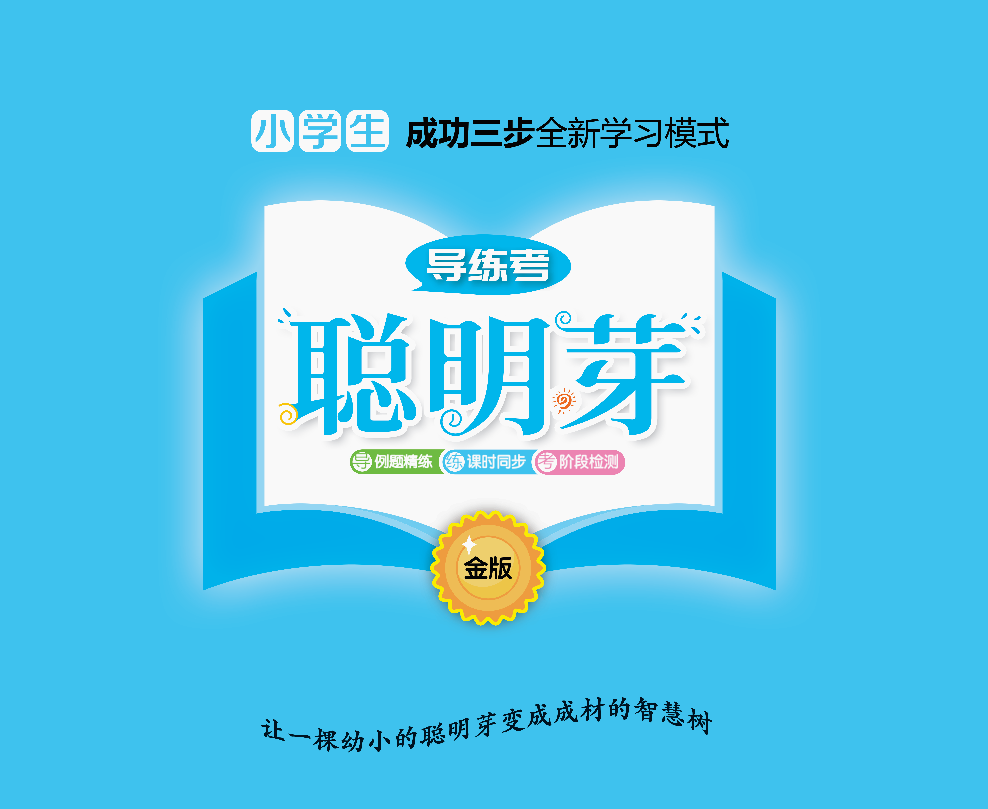 小学生 成功三步全新学习模式
导练考
聪明芽
导 例题精练 练 课时同步 考 阶段检测
金版
让一棵幼小的聪明芽变成成材的智慧树